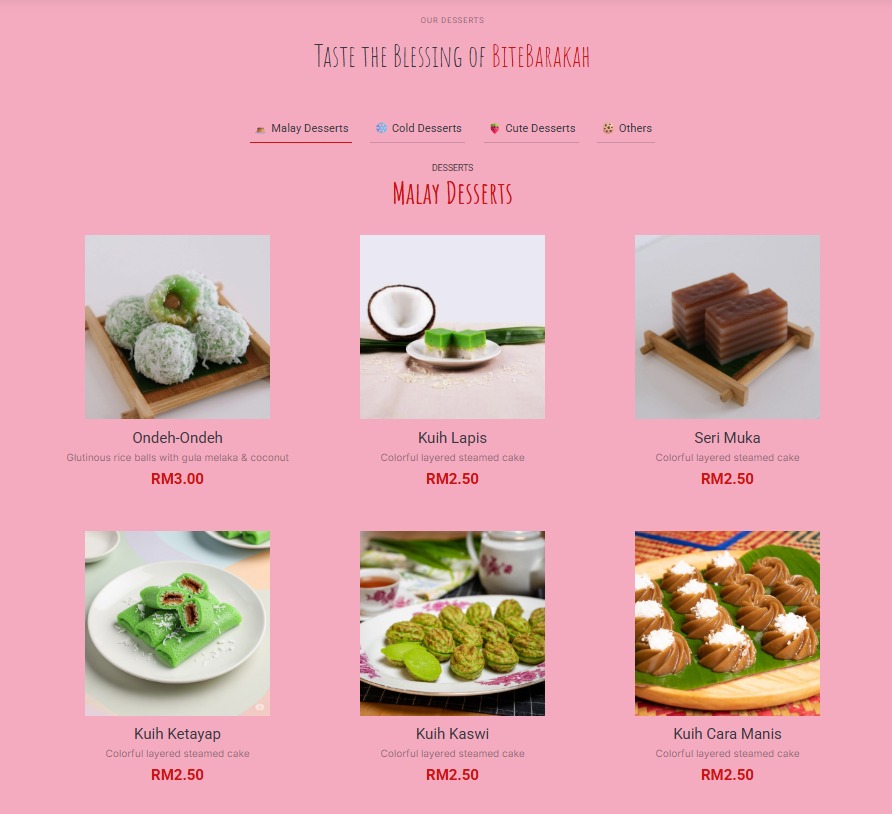 OUR DESSERTS
Taste the Blessing of BiteBarakah
Malay Desserts
Cold Desserts
Cute Desserts
Others
DESSERTS
Malay Desserts
Ondeh-Ondeh
Glutinous rice balls with gula melaka & coconut
RM3.00
Kuih Lapis
Colorful layered steamed cake
RM2.50
Seri Muka
Colorful layered steamed cake
RM2.50
Kuih Ketayap
Colorful layered steamed cake
RM2.50
Kuih Kaswi
Colorful layered steamed cake
RM2.50
Kuih Cara Manis
Colorful layered steamed cake
RM2.50